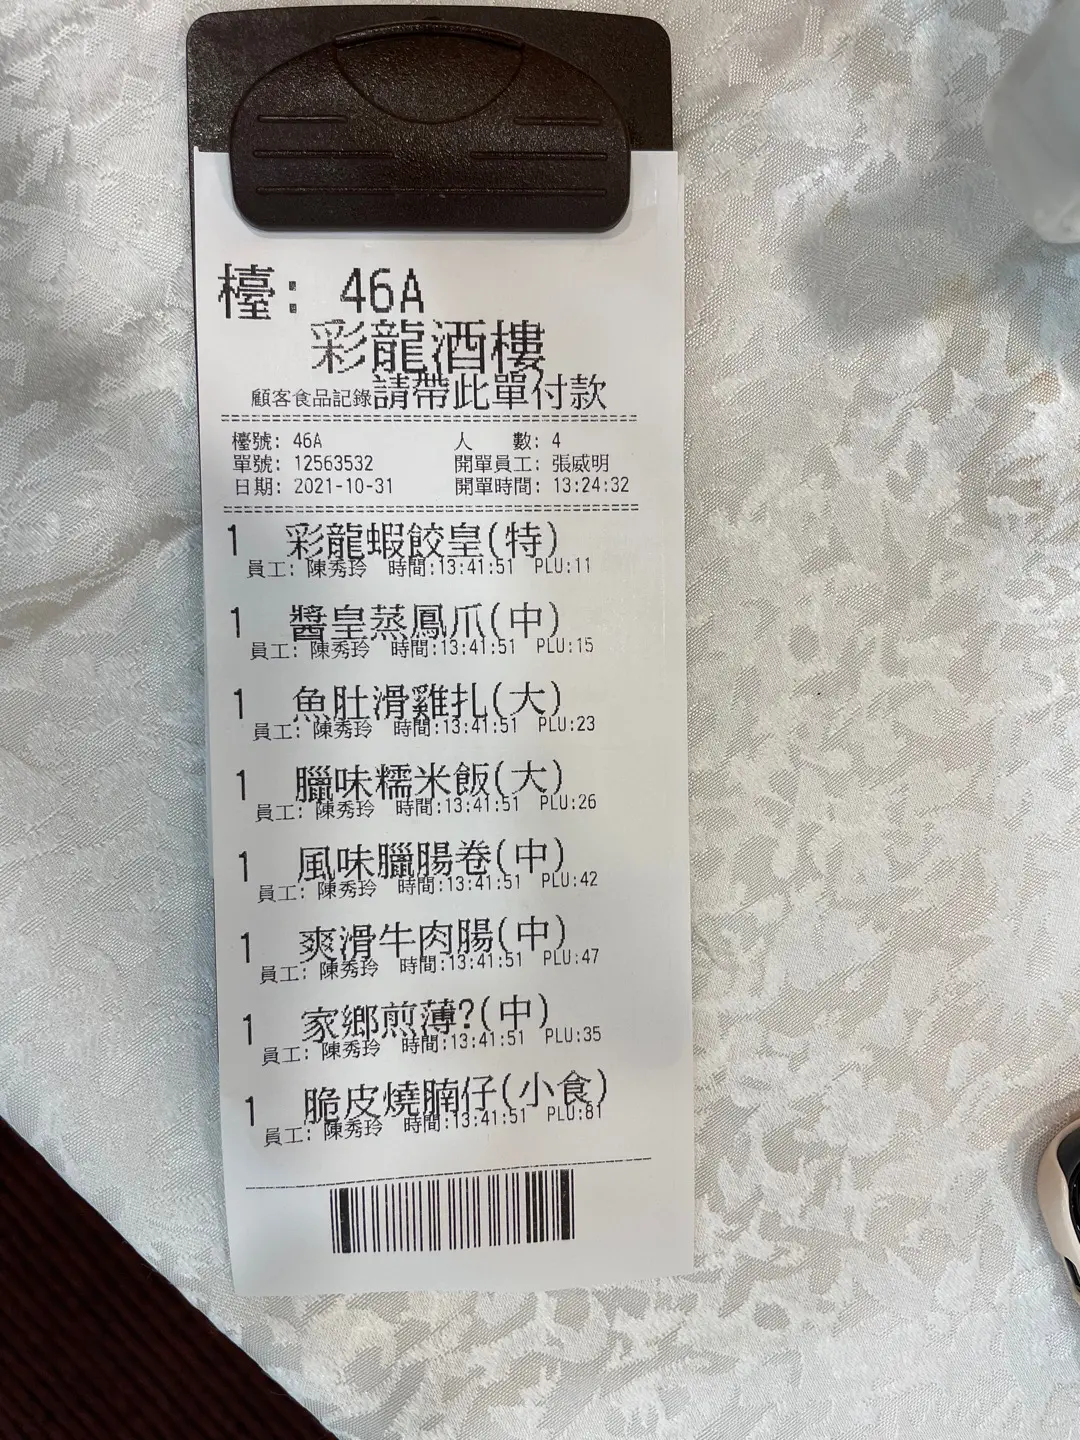 檯: 46A
彩龍酒樓
顧客食品記錄請帶此單付款
檯號: 46A 人 數: 4
單號: 12563532 開單員工: 張威明
日期: 2021-10-31 開單時間: 13:24:32
1 彩龍蝦餃皇(特)
員工: 陳秀玲 時間:13:41:51 PLU:11
1 醬皇蒸鳳爪(中)
員工: 陳秀玲 時間:13:41:51 PLU:15
1 魚肚滑雞扎(大)
員工: 陳秀玲 時間:13:41:51 PLU:23
1 臘味糯米飯(大)
員工: 陳秀玲 時間:13:41:51 PLU:26
1 風味臘腸卷(中)
員工: 陳秀玲 時間:13:41:51 PLU:42
1 爽滑牛肉腸(中)
員工: 陳秀玲 時間:13:41:51 PLU:47
1 家鄉煎薄?(中)
員工: 陳秀玲 時間:13:41:51 PLU:35
1 脆皮燒腩仔(小食)
員工: 陳秀玲 時間:13:41:51 PLU:81